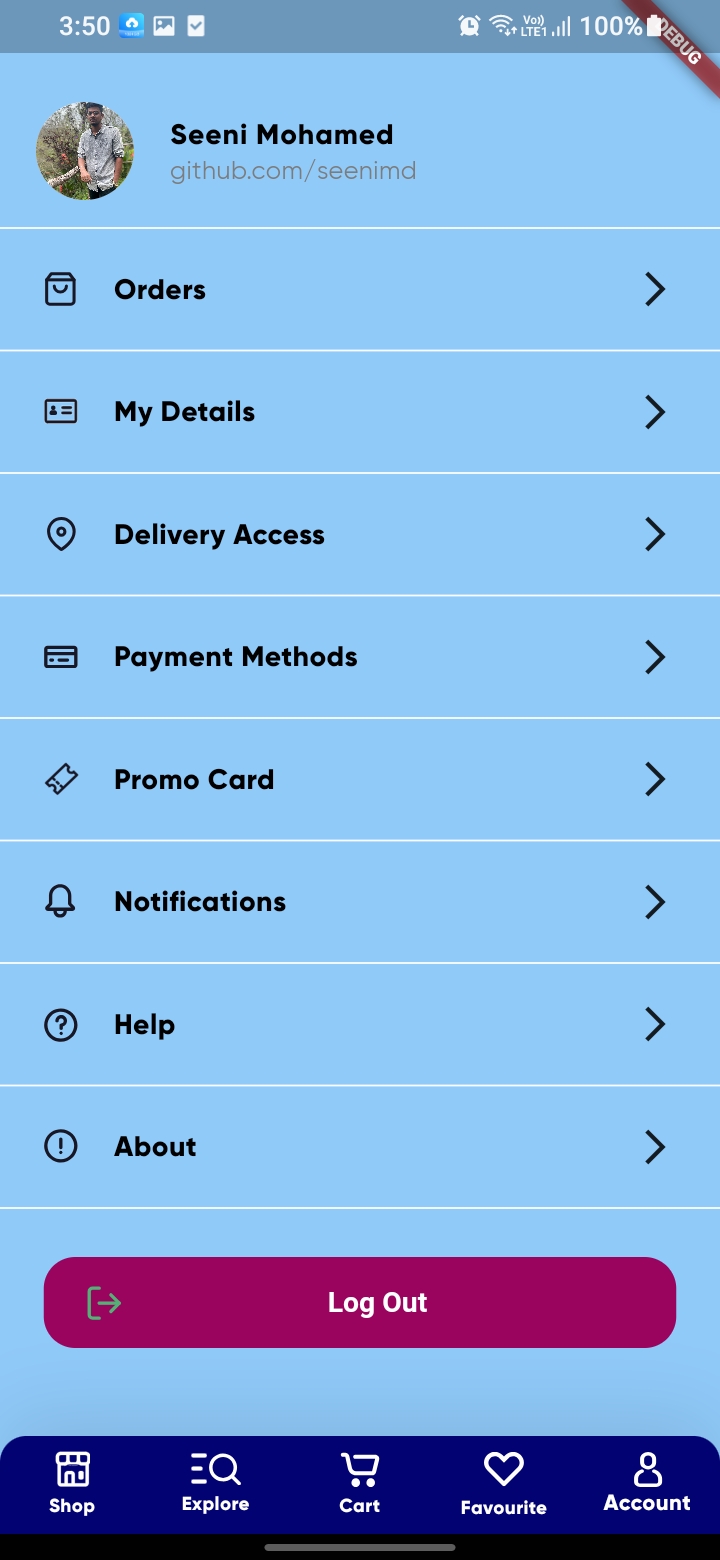 3:50 Vo)) LTE1 100%
DEBUG
Seeni Mohamed
github.com/seenimd
Orders
My Details
Delivery Access
Payment Methods
Promo Card
Notifications
Help
About
Log Out
Shop Explore Cart Favourite Account